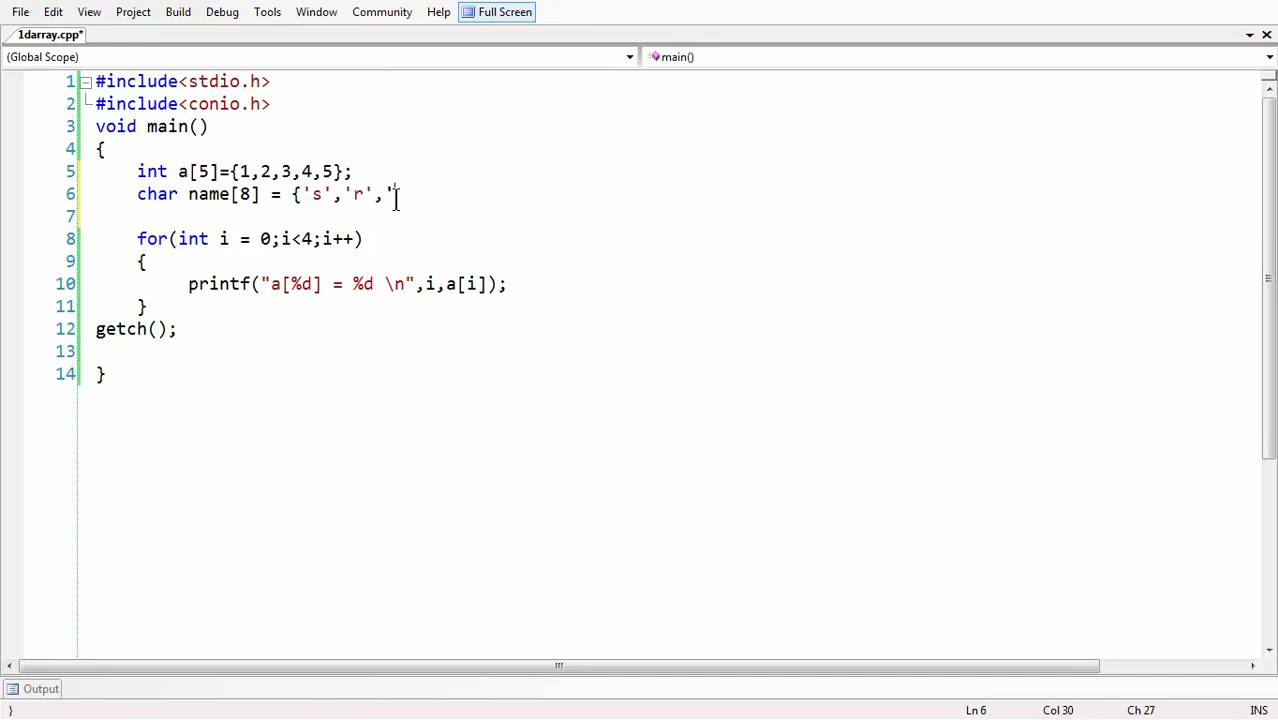 File Edit View Project Build Debug Tools Window Community Help Full Screen
1darray.cpp*
(Global Scope) main()
1 #include<stdio.h>
2 #include<conio.h>
3 void main()
4 {
5 int a[5]={1,2,3,4,5};
6 char name[8] = {'s','r','
7
8 for(int i = 0;i<4;i++)
9 {
10 printf("a[%d] = %d \n",i,a[i]);
11 }
12 getch();
13
14 }
Output
} Ln 6 Col 30 Ch 27 INS